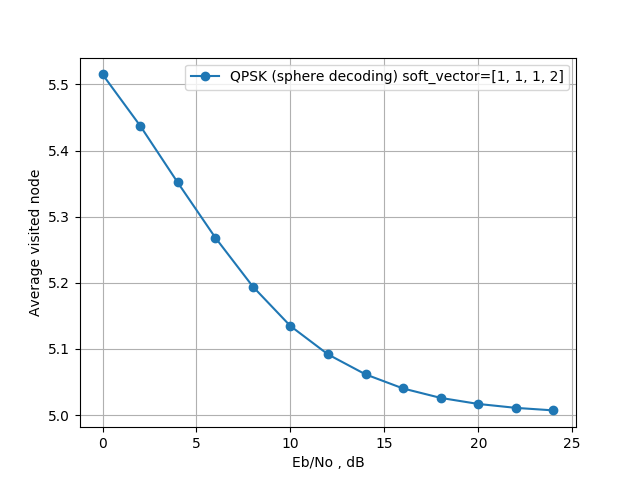 QPSK (sphere decoding) soft_vector=[1, 1, 1, 2]
5.5
5.4
5.3
5.2
5.1
5.0
Average visited node
0 5 10 15 20 25
Eb/No , dB